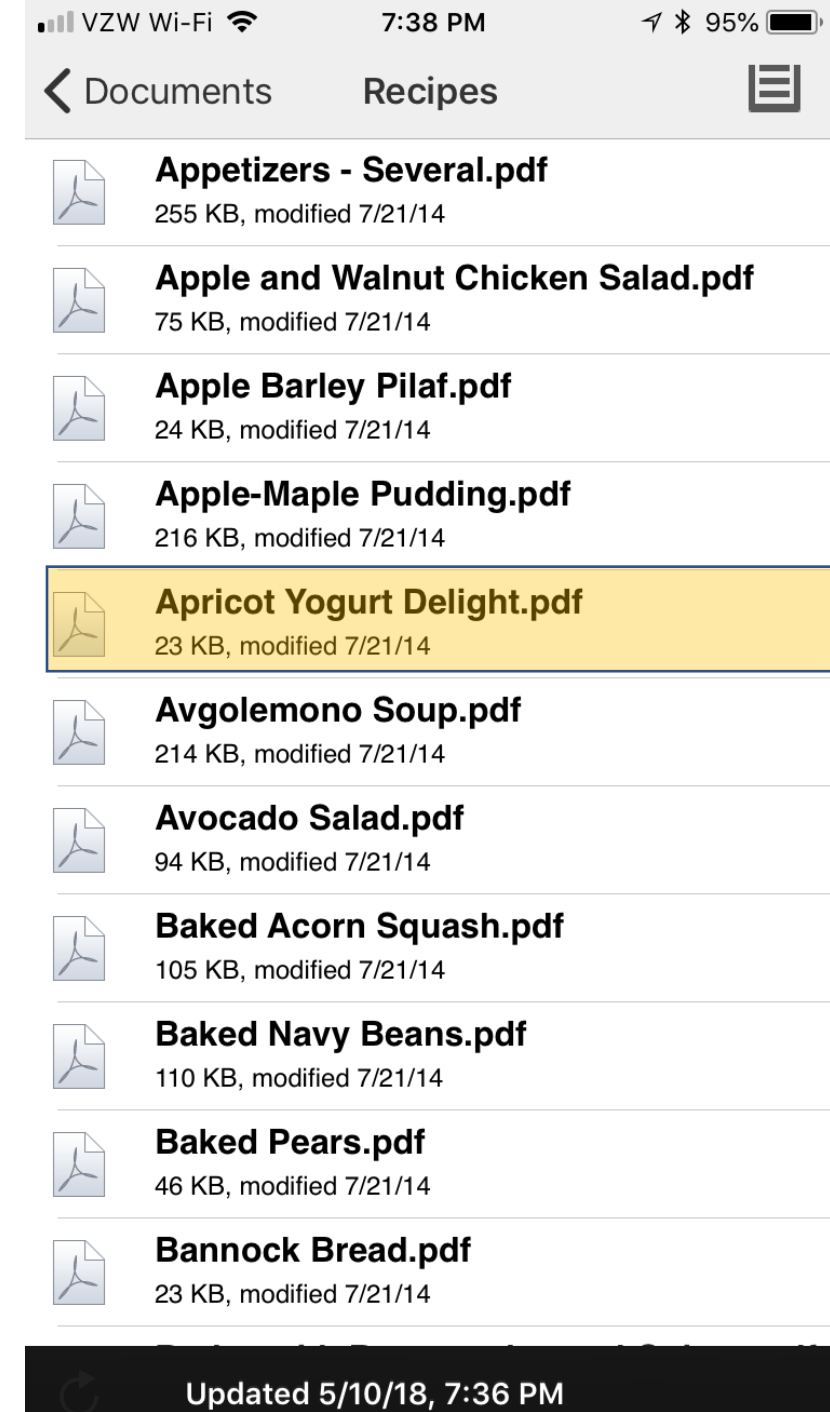 VZW Wi-Fi 7:38 PM 95%
Documents Recipes
Appetizers - Several.pdf
255 KB, modified 7/21/14
Apple and Walnut Chicken Salad.pdf
75 KB, modified 7/21/14
Apple Barley Pilaf.pdf
24 KB, modified 7/21/14
Apple-Maple Pudding.pdf
216 KB, modified 7/21/14
Apricot Yogurt Delight.pdf
23 KB, modified 7/21/14
Avgolemono Soup.pdf
214 KB, modified 7/21/14
Avocado Salad.pdf
94 KB, modified 7/21/14
Baked Acorn Squash.pdf
105 KB, modified 7/21/14
Baked Navy Beans.pdf
110 KB, modified 7/21/14
Baked Pears.pdf
46 KB, modified 7/21/14
Bannock Bread.pdf
23 KB, modified 7/21/14
Updated 5/10/18, 7:36 PM